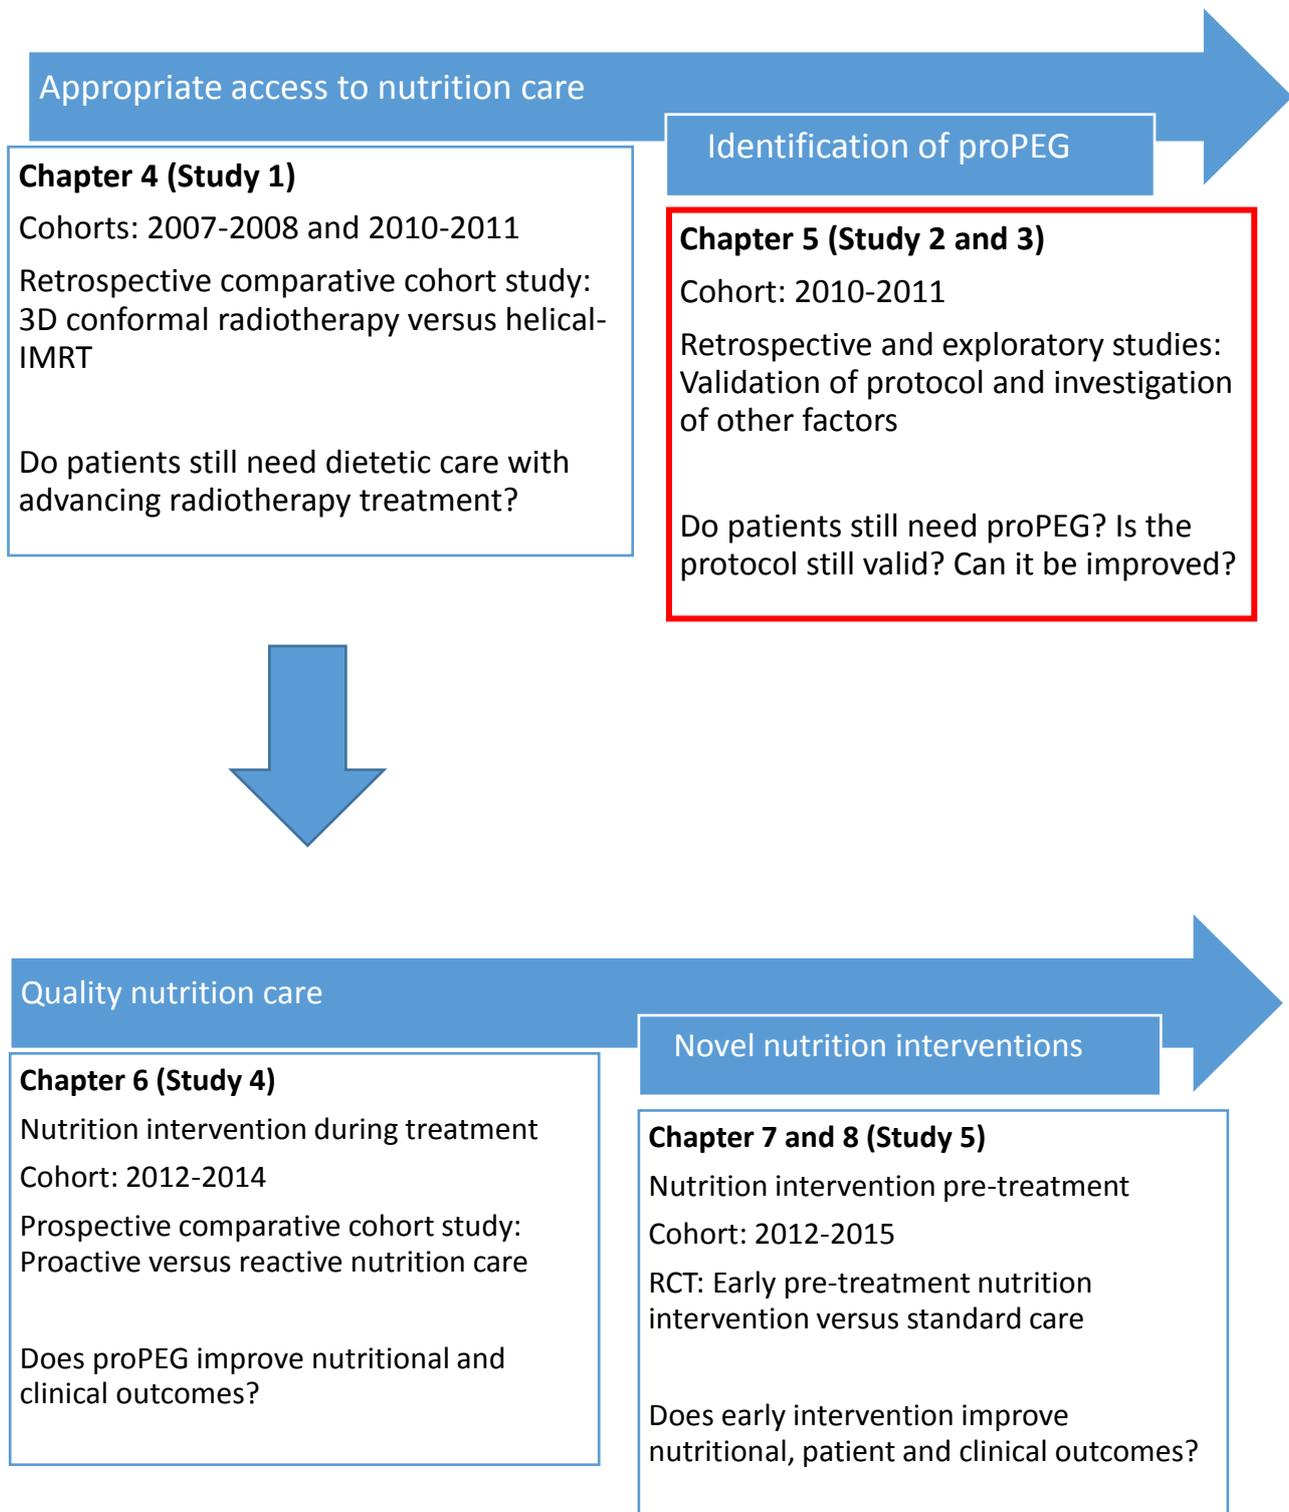 Appropriate access to nutrition care
Identification of proPEG
Chapter 4 (Study 1)
Cohorts: 2007-2008 and 2010-2011
Retrospective comparative cohort study:
3D conformal radiotherapy versus helical-
IMRT
Do patients still need dietetic care with
advancing radiotherapy treatment?
Chapter 5 (Study 2 and 3)
Cohort: 2010-2011
Retrospective and exploratory studies:
Validation of protocol and investigation
of other factors
Do patients still need proPEG? Is the
protocol still valid? Can it be improved?
Quality nutrition care
Novel nutrition interventions
Chapter 6 (Study 4)
Nutrition intervention during treatment
Cohort: 2012-2014
Prospective comparative cohort study:
Proactive versus reactive nutrition care
Does proPEG improve nutritional and
clinical outcomes?
Chapter 7 and 8 (Study 5)
Nutrition intervention pre-treatment
Cohort: 2012-2015
RCT: Early pre-treatment nutrition
intervention versus standard care
Does early intervention improve
nutritional, patient and clinical outcomes?